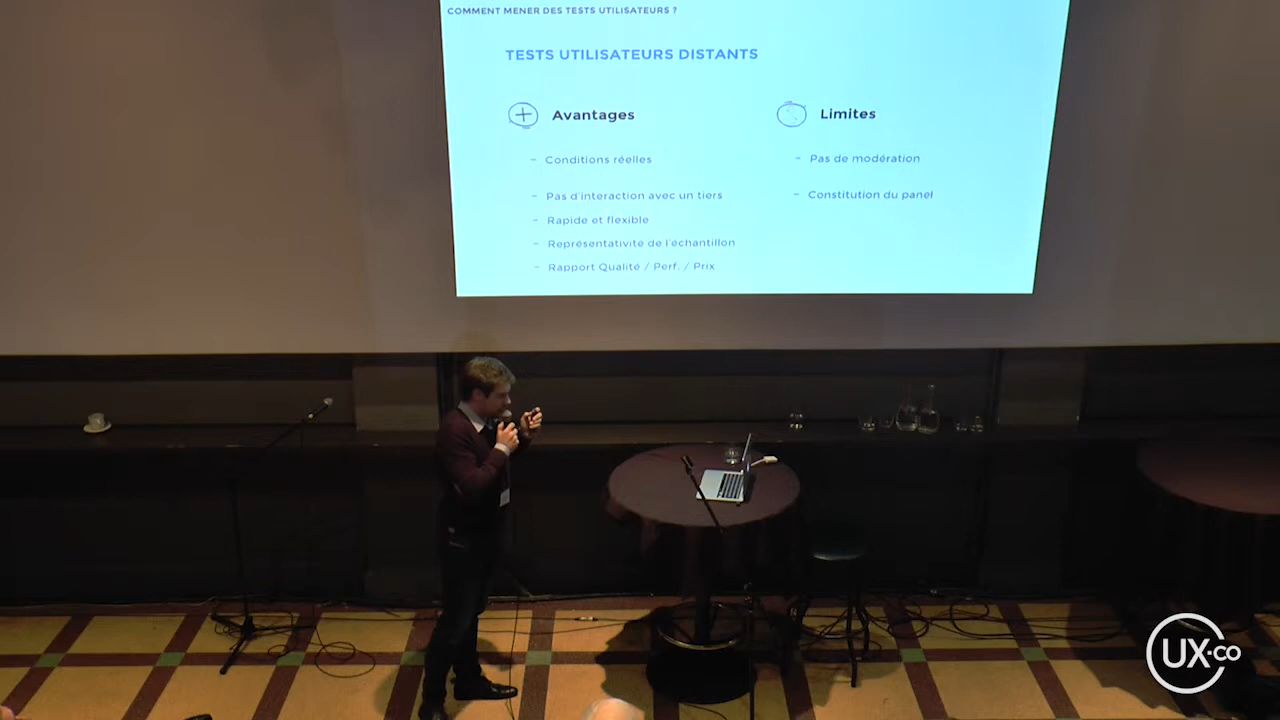 COMMENT MENER DES TESTS UTILISATEURS ?
TESTS UTILISATEURS DISTANTS
Avantages
– Conditions réelles
– Pas d'interaction avec un tiers
– Rapide et flexible
– Représentativité de l'échantillon
– Rapport Qualité / Perf. / Prix
Limites
– Pas de modération
– Constitution du panel
UX-CO